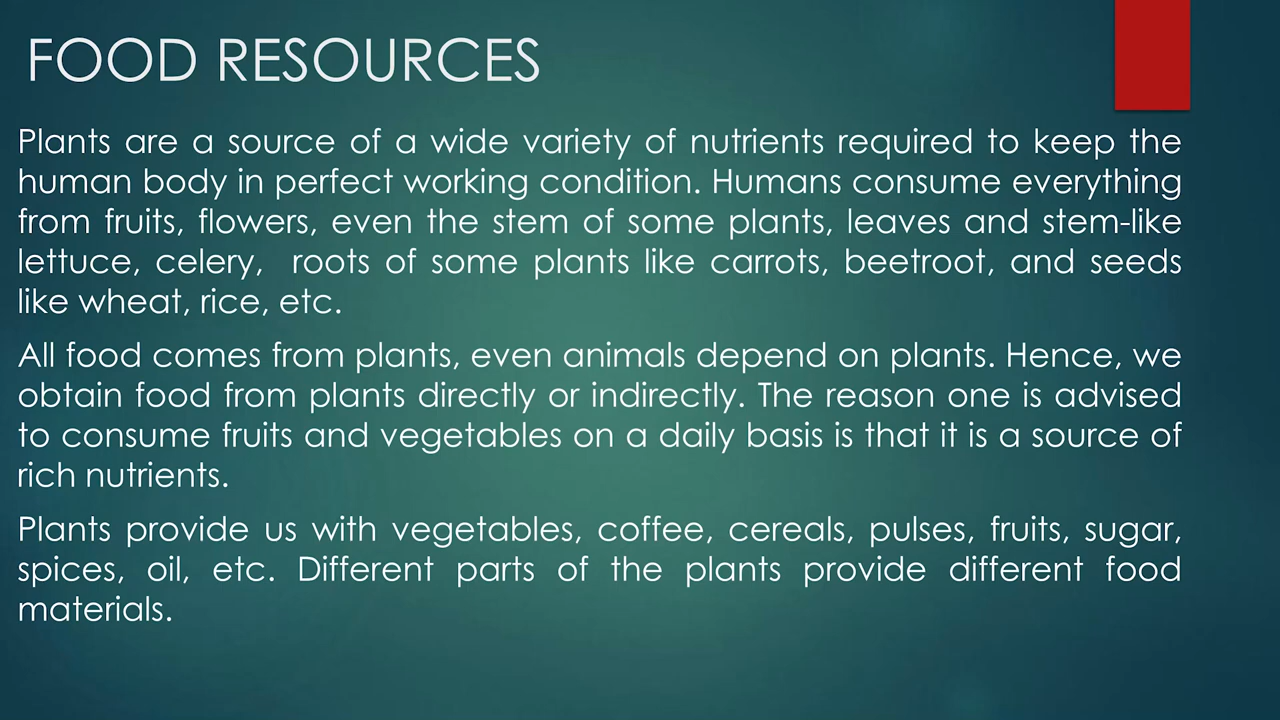 FOOD RESOURCES
Plants are a source of a wide variety of nutrients required to keep the
human body in perfect working condition. Humans consume everything
from fruits, flowers, even the stem of some plants, leaves and stem-like
lettuce, celery, roots of some plants like carrots, beetroot, and seeds
like wheat, rice, etc.
All food comes from plants, even animals depend on plants. Hence, we
obtain food from plants directly or indirectly. The reason one is advised
to consume fruits and vegetables on a daily basis is that it is a source of
rich nutrients.
Plants provide us with vegetables, coffee, cereals, pulses, fruits, sugar,
spices, oil, etc. Different parts of the plants provide different food
materials.